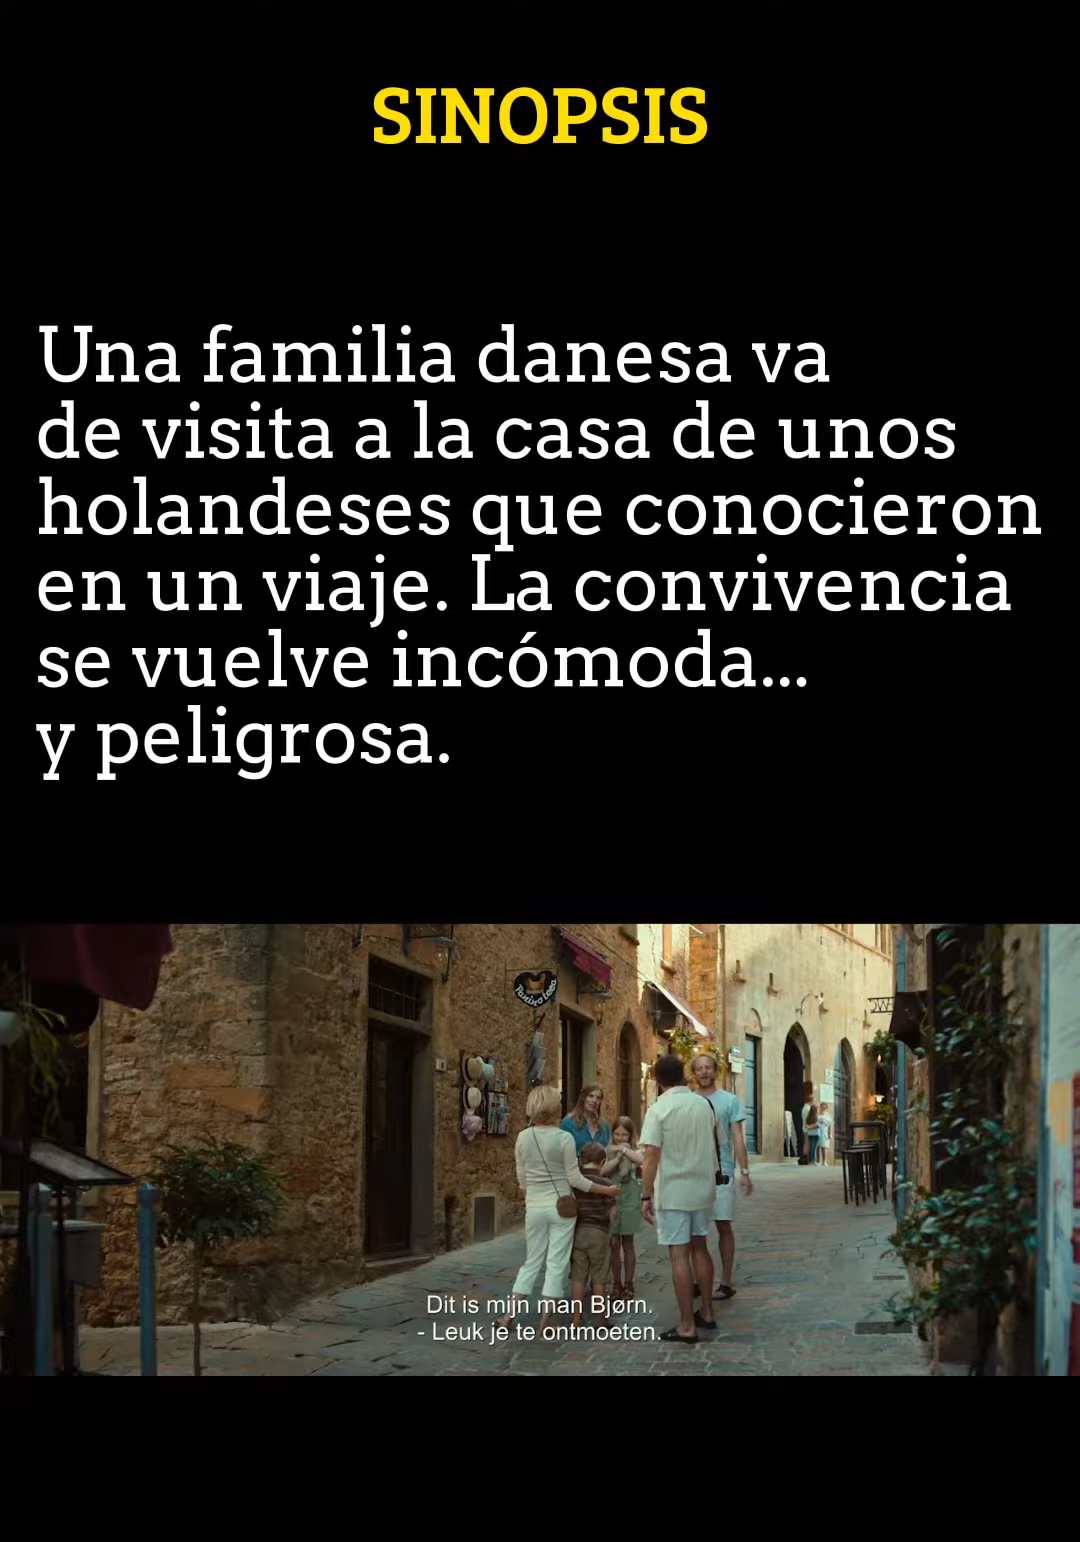 SINOPSIS
Una familia danesa va
de visita a la casa de unos
holandeses que conocieron
en un viaje. La convivencia
se vuelve incómoda...
y peligrosa.
Dit is mijn man Bjørn.
- Leuk je te ontmoeten.